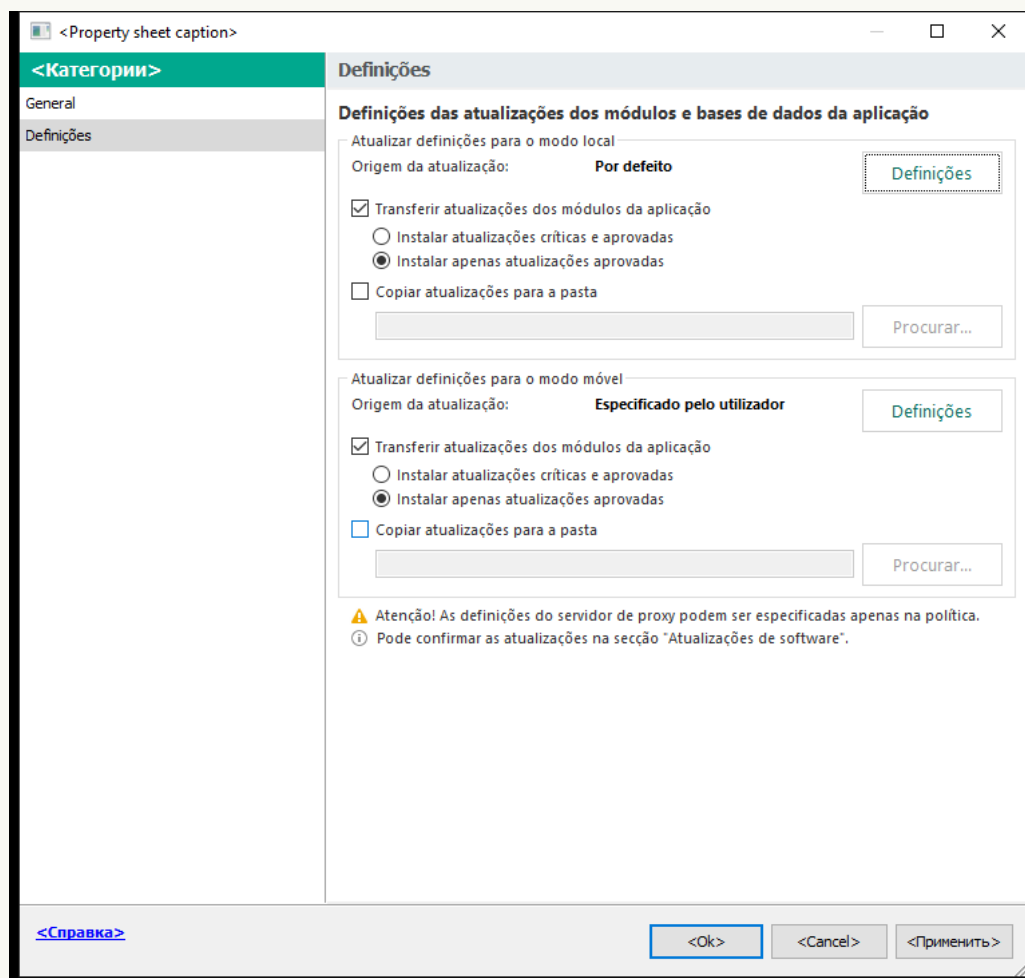 <Property sheet caption>
<Категории>
General
Definições
Definições
Definições das atualizações dos módulos e bases de dados da aplicação
Atualizar definições para o modo local
Origem da atualização: Por defeito Definições
Transferir atualizações dos módulos da aplicação
Instalar atualizações críticas e aprovadas
Instalar apenas atualizações aprovadas
Copiar atualizações para a pasta
Procurar...
Atualizar definições para o modo móvel
Origem da atualização: Especificado pelo utilizador Definições
Transferir atualizações dos módulos da aplicação
Instalar atualizações críticas e aprovadas
Instalar apenas atualizações aprovadas
Copiar atualizações para a pasta
Procurar...
Atenção! As definições do servidor de proxy podem ser especificadas apenas na política.
Pode confirmar as atualizações na secção "Atualizações de software".
<Справка>
<Ok> <Cancel> <Применить>